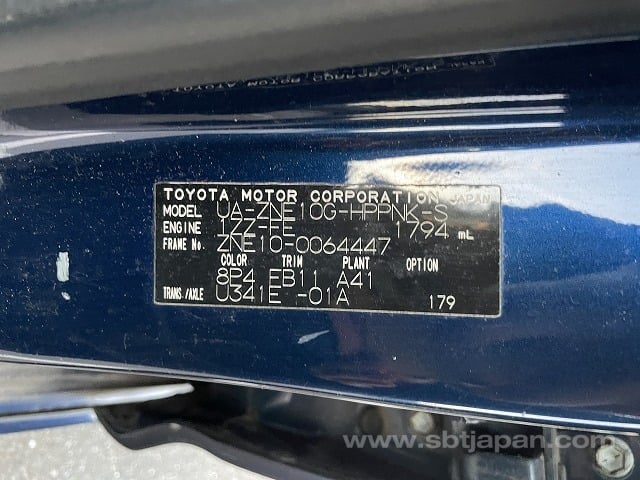 TOYOTA MOTOR CORPORATION JAPAN
MODEL UA-ZNE10G-HPPNK-S
ENGINE 1ZZ-FE 1794 mL
FRAME No. ZNE10-0064447
COLOR TRIM PLANT OPTION
8P4 EB11 A41
TRANS./AXLE U341E -01A 179
www.sbtjapan.com